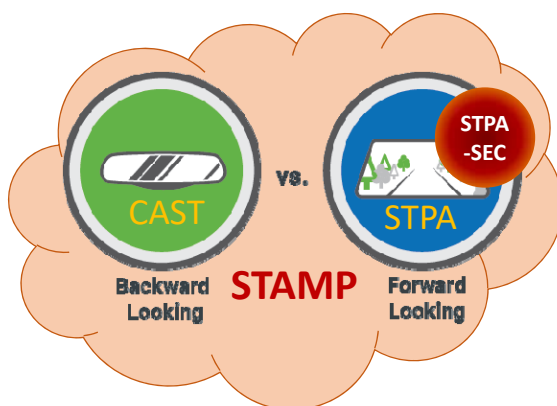 CAST
Backward
Looking
vs.
STAMP
STPA
-SEC
STPA
Forward
Looking